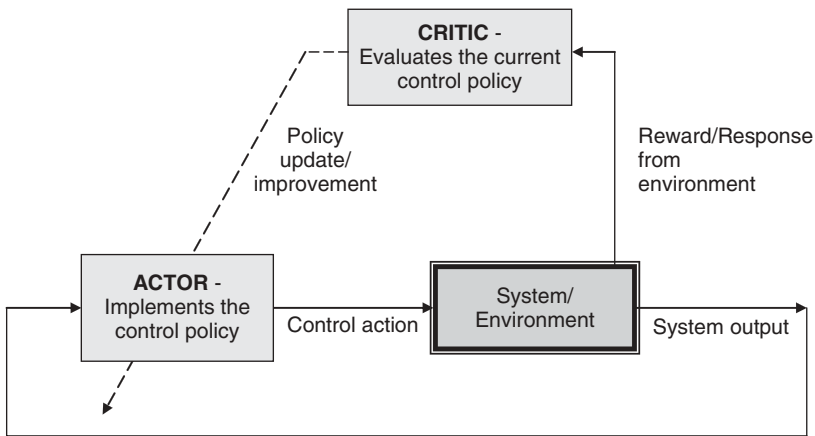 CRITIC -
Evaluates the current
control policy
Policy
update/
improvement
Reward/Response
from
environment
ACTOR -
Implements the
control policy
Control action
System/
Environment
System output